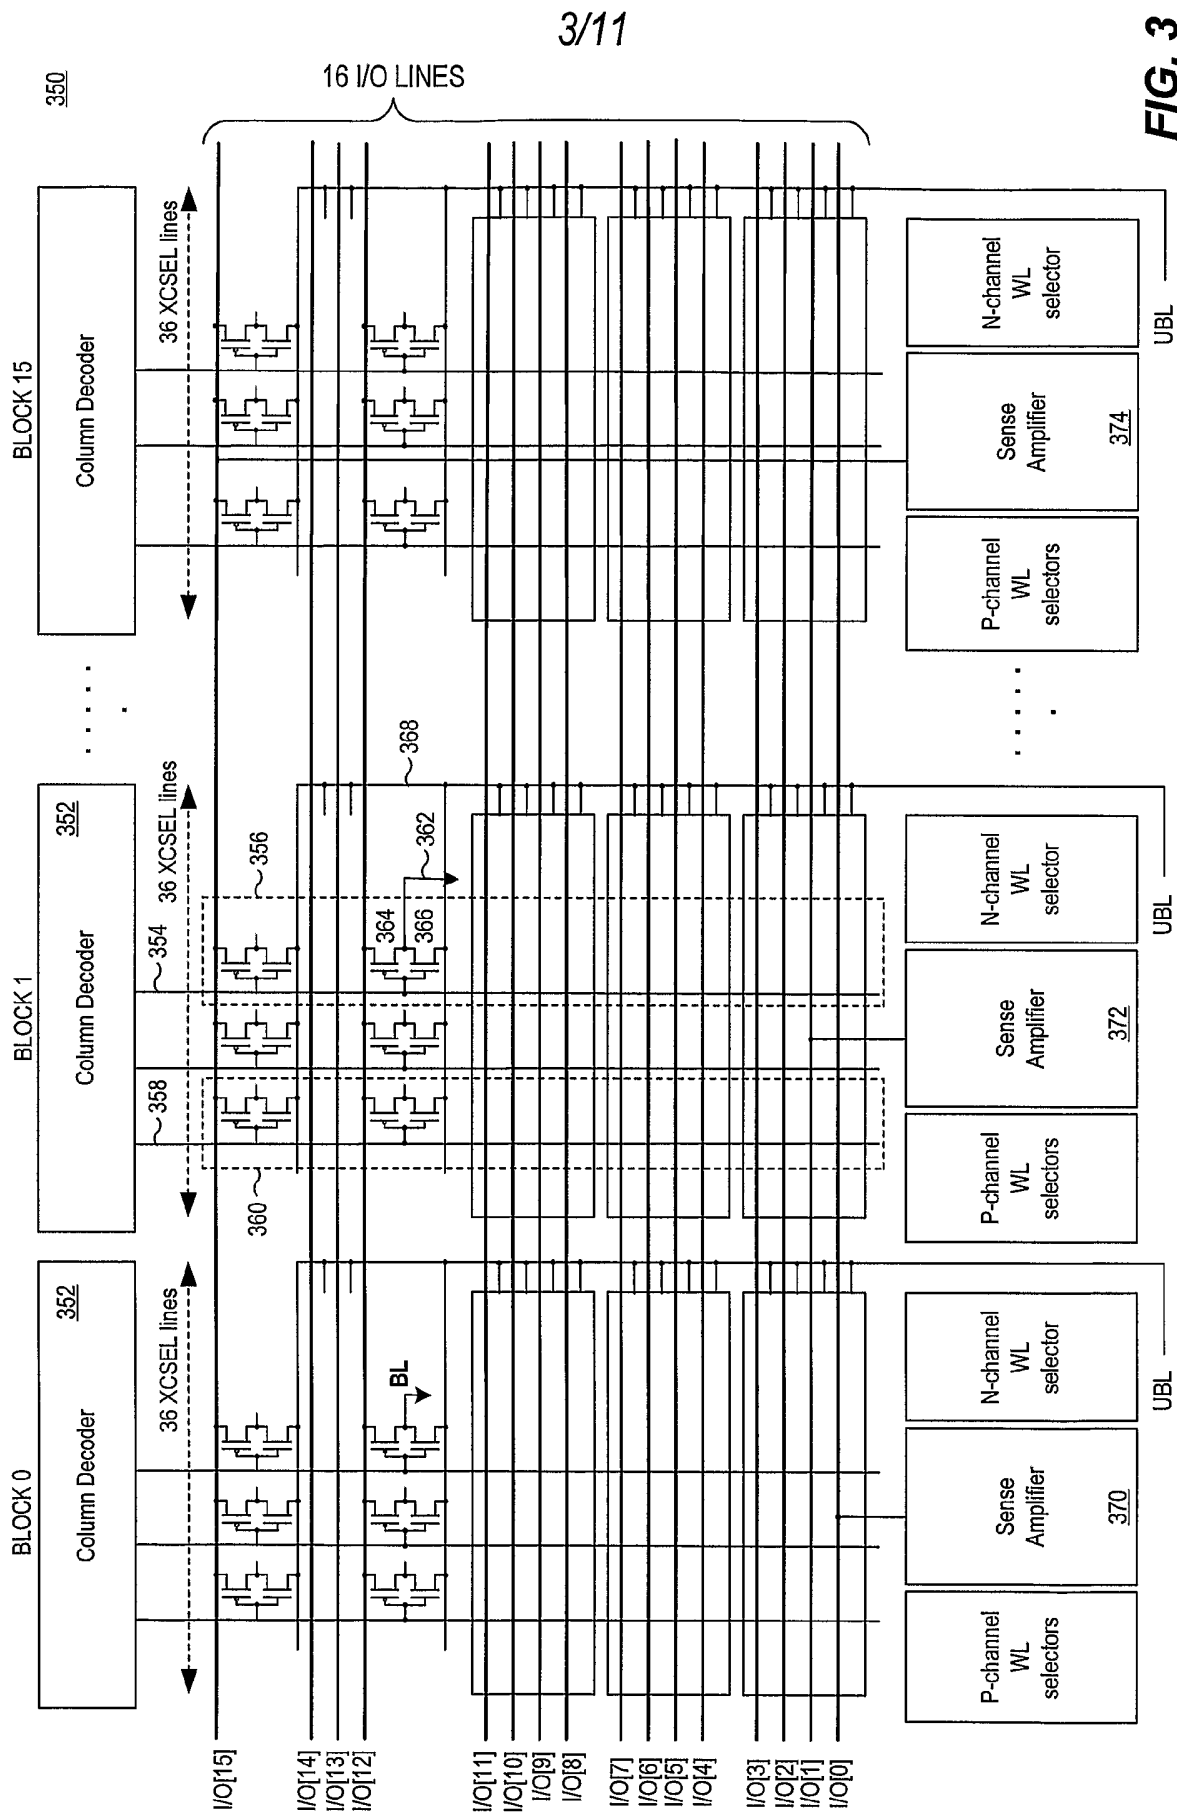 3/11
FIG. 3
350
16 I/O LINES
BLOCK 0
BLOCK 1
BLOCK 15
Column Decoder
352
Column Decoder
352
Column Decoder
36 XCSEL lines
36 XCSEL lines
36 XCSEL lines
358
354
356
360
362
364
366
368
BL
I/O[15]
I/O[14]
I/O[13]
I/O[12]
I/O[11]
I/O[10]
I/O[9]
I/O[8]
I/O[7]
I/O[6]
I/O[5]
I/O[4]
I/O[3]
I/O[2]
I/O[1]
I/O[0]
P-channel
WL
selectors
Sense
Amplifier
370
N-channel
WL
selector
UBL
P-channel
WL
selectors
Sense
Amplifier
372
N-channel
WL
selector
UBL
P-channel
WL
selectors
Sense
Amplifier
374
N-channel
WL
selector
UBL